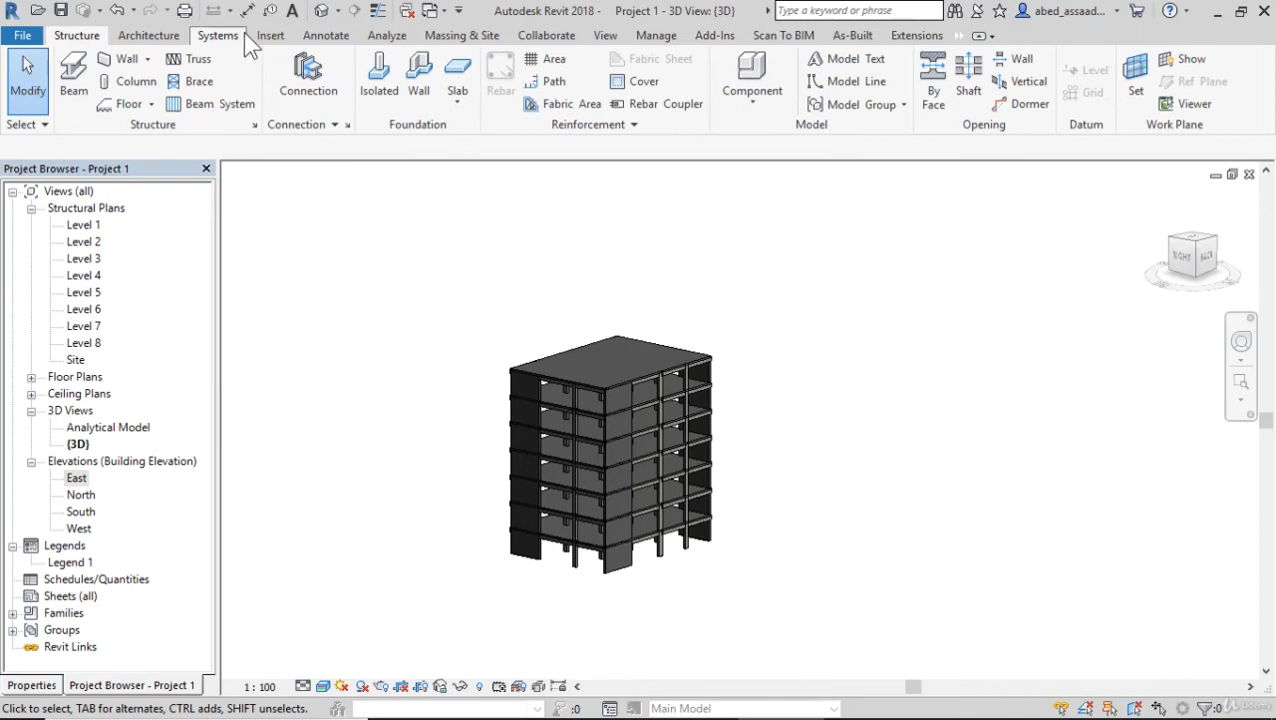 Autodesk Revit 2018 - Project 1 - 3D View: {3D}
Type a keyword or phrase
abed_assaad...
File Structure Architecture Systems Insert Annotate Analyze Massing & Site Collaborate View Manage Add-Ins Scan To BIM As-Built Extensions
Modify
Select
Beam
Wall
Column
Floor
Truss
Brace
Beam System
Structure
Connection
Connection
Isolated
Wall
Slab
Foundation
Rebar
Area
Path
Fabric Area
Fabric Sheet
Cover
Rebar Coupler
Reinforcement
Component
Model Text
Model Line
Model Group
Model
By
Face
Shaft
Wall
Vertical
Dormer
Opening
Level
Grid
Datum
Set
Show
Ref Plane
Viewer
Work Plane
Project Browser - Project 1
Views (all)
Structural Plans
Level 1
Level 2
Level 3
Level 4
Level 5
Level 6
Level 7
Level 8
Site
Floor Plans
Ceiling Plans
3D Views
Analytical Model
{3D}
Elevations (Building Elevation)
East
North
South
West
Legends
Legend 1
Schedules/Quantities
Sheets (all)
Families
Groups
Revit Links
RIGHT
BACK
Properties
Project Browser - Project 1
1 : 100
Click to select, TAB for alternates, CTRL adds, SHIFT unselects.
:0
Main Model
:0
Udemy